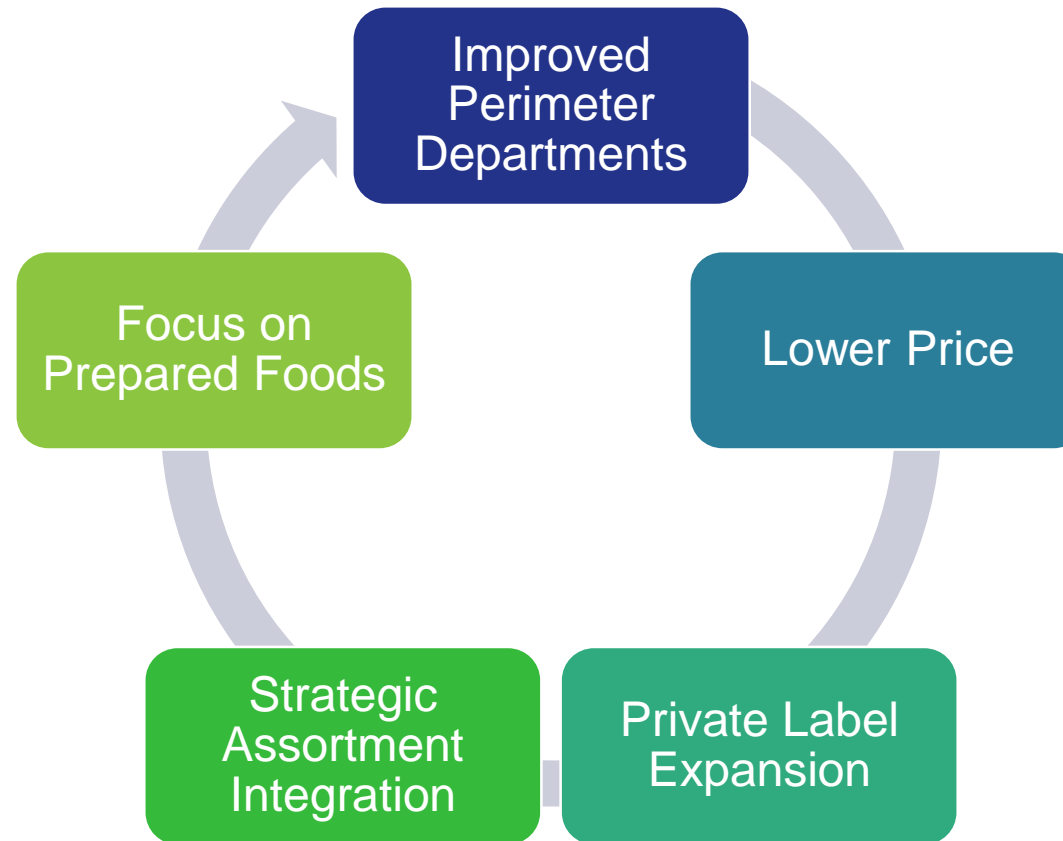 Improved
Perimeter
Departments
Lower Price
Private Label
Expansion
Strategic
Assortment
Integration
Focus on
Prepared Foods